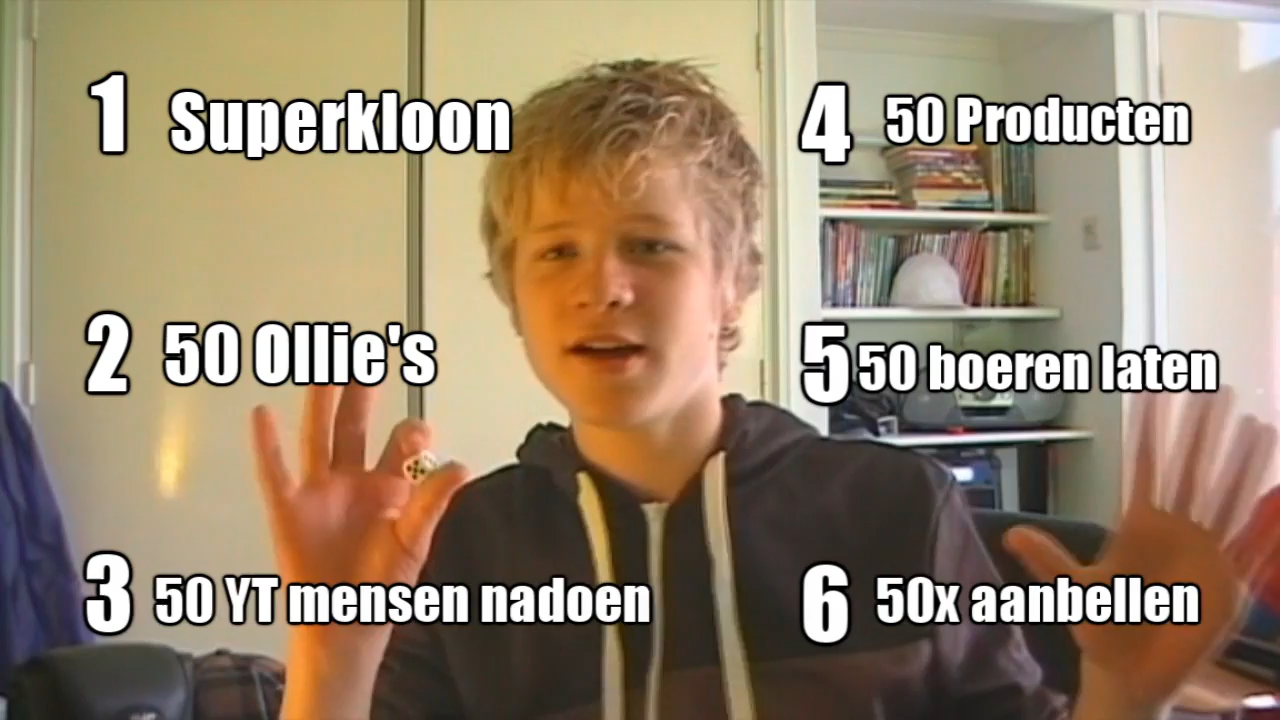 1 Superkloon
2 50 Ollie's
3 50 YT mensen nadoen
4 50 Producten
5 50 boeren laten
6 50x aanbellen